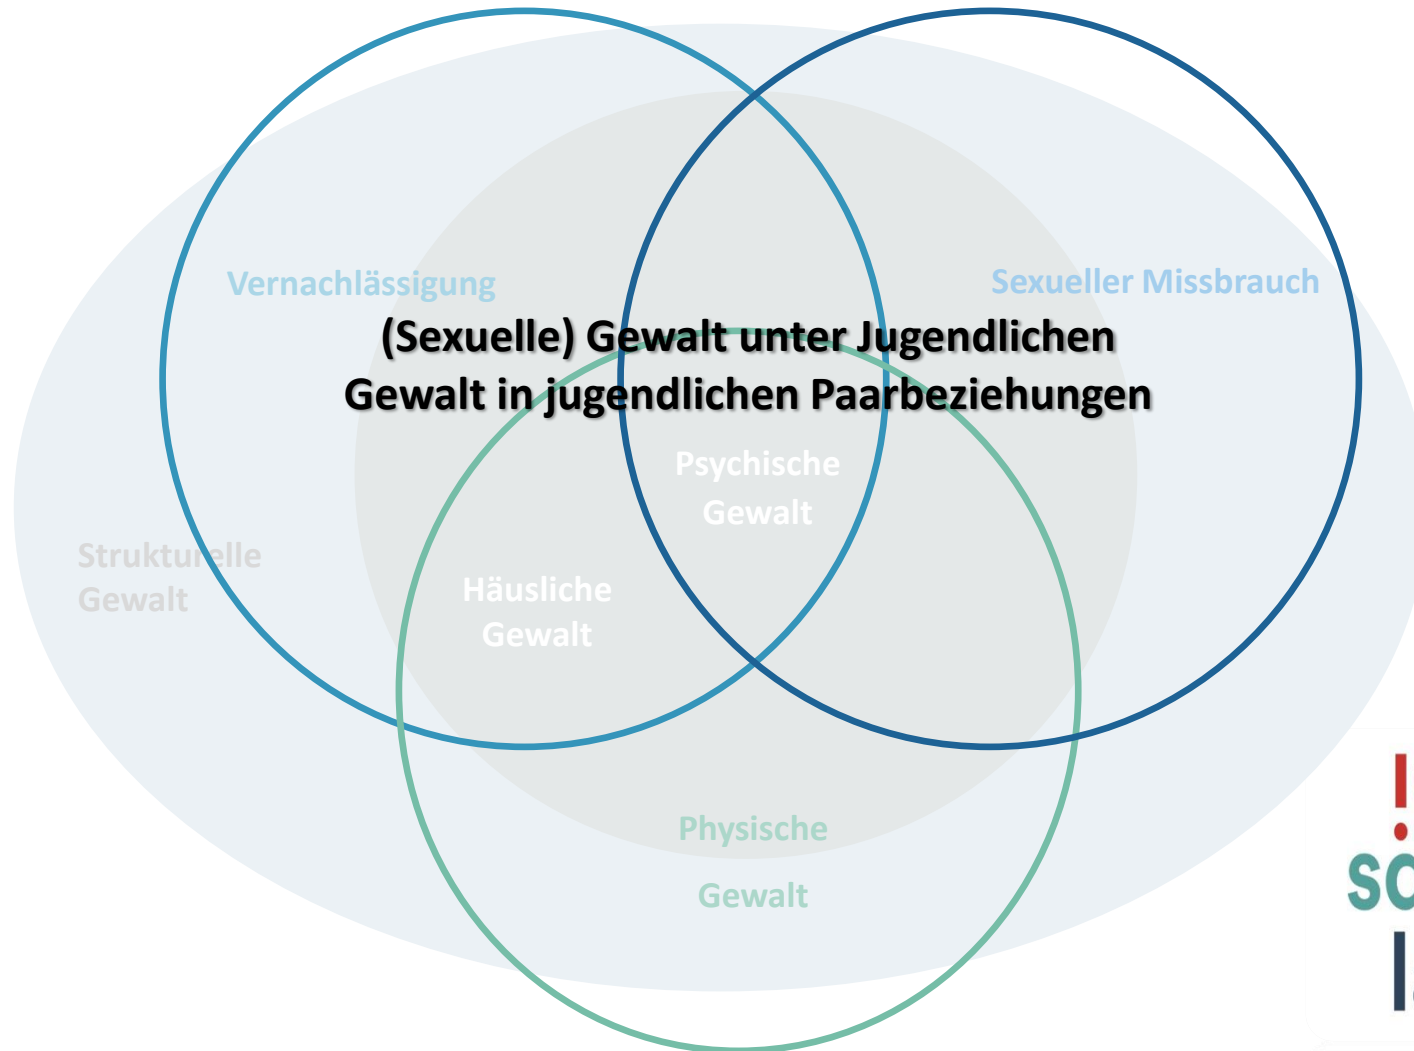 Vernachlässigung
Sexueller Missbrauch
(Sexuelle) Gewalt unter Jugendlichen
Gewalt in jugendlichen Paarbeziehungen
Psychische
Gewalt
Strukturelle
Gewalt
Häusliche
Gewalt
Physische
Gewalt
!